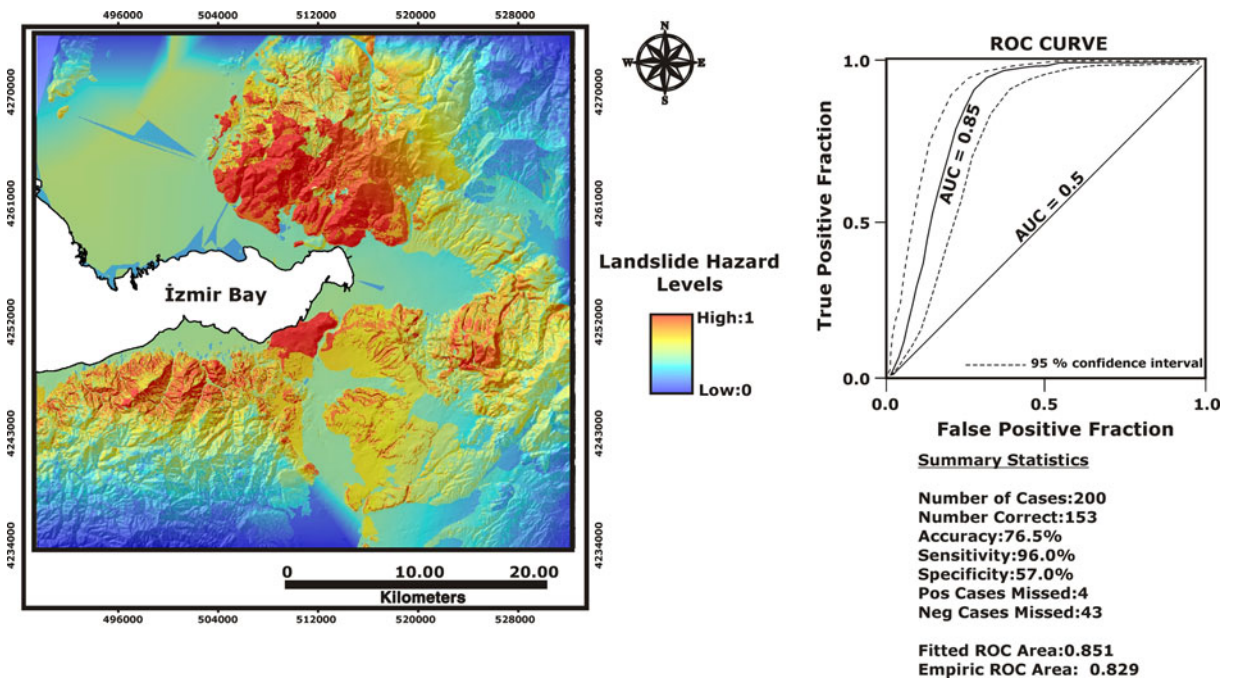 496000 504000 512000 520000 528000
4270000
4261000
4252000
4243000
4234000
İzmir Bay
0 10.00 20.00
Kilometers
496000 504000 512000 520000 528000
4270000
4261000
4252000
4243000
4234000
N
W E
S
Landslide Hazard
Levels
High:1
Low:0
ROC CURVE
True Positive Fraction
1.0
0.5
0.0
AUC = 0.85
AUC = 0.5
95 % confidence interval
0.0 0.5 1.0
False Positive Fraction
Summary Statistics
Number of Cases:200
Number Correct:153
Accuracy:76.5%
Sensitivity:96.0%
Specificity:57.0%
Pos Cases Missed:4
Neg Cases Missed:43
Fitted ROC Area:0.851
Empiric ROC Area: 0.829